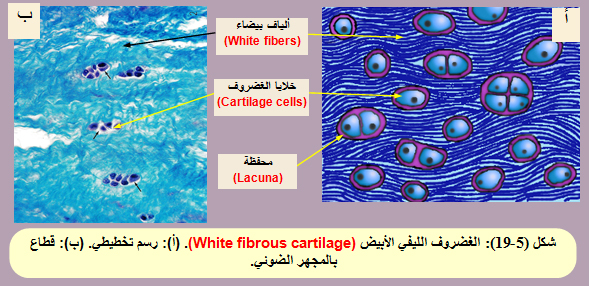 أ
ب
ألياف بيضاء
(White fibers)
خلايا الغضروف
(Cartilage cells)
محفظة
(Lacuna)
شكل (5-19): الغضروف الليفي الأبيض (White fibrous cartilage). (أ): رسم تخطيطي. (ب): قطاع
بالمجهر الضوئي.